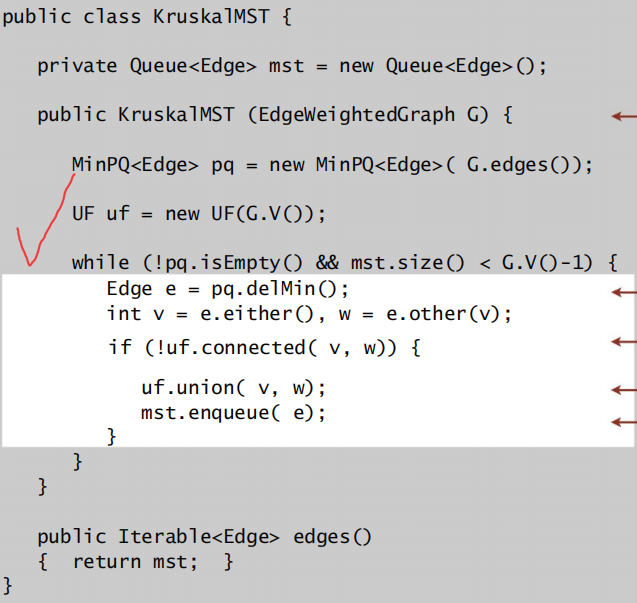 public class KruskalMST {
private Queue<Edge> mst = new Queue<Edge>();
public KruskalMST (EdgeWeightedGraph G) {
MinPQ<Edge> pq = new MinPQ<Edge>( G.edges());
UF uf = new UF(G.V());
while (!pq.isEmpty() && mst.size() < G.V()-1) {
Edge e = pq.delMin();
int v = e.either(), w = e.other(v);
if (!uf.connected( v, w)) {
uf.union( v, w);
mst.enqueue( e);
}
}
}
public Iterable<Edge> edges()
{ return mst; }
}